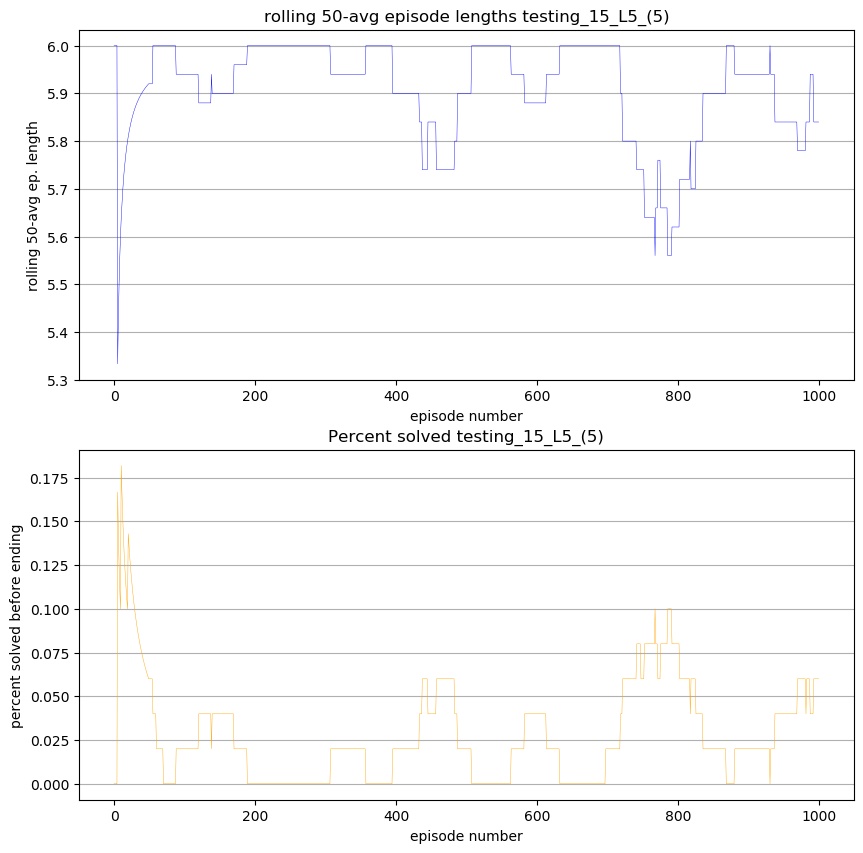 rolling 50-avg episode lengths testing_15_L5_(5)
6.0
5.9
5.8
5.7
5.6
5.5
5.4
5.3
rolling 50-avg ep. length
0 200 400 600 800 1000
episode number
Percent solved testing_15_L5_(5)
0.175
0.150
0.125
0.100
0.075
0.050
0.025
0.000
percent solved before ending
0 200 400 600 800 1000
episode number